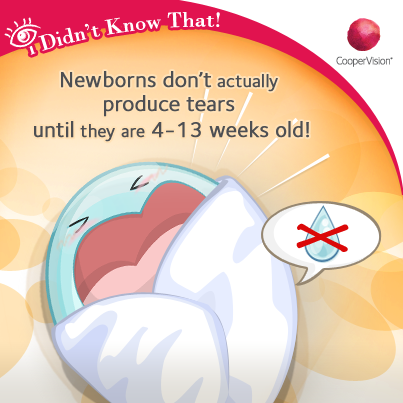 i Didn't Know That!
CooperVision®
Newborns don't actually
produce tears
until they are 4-13 weeks old!